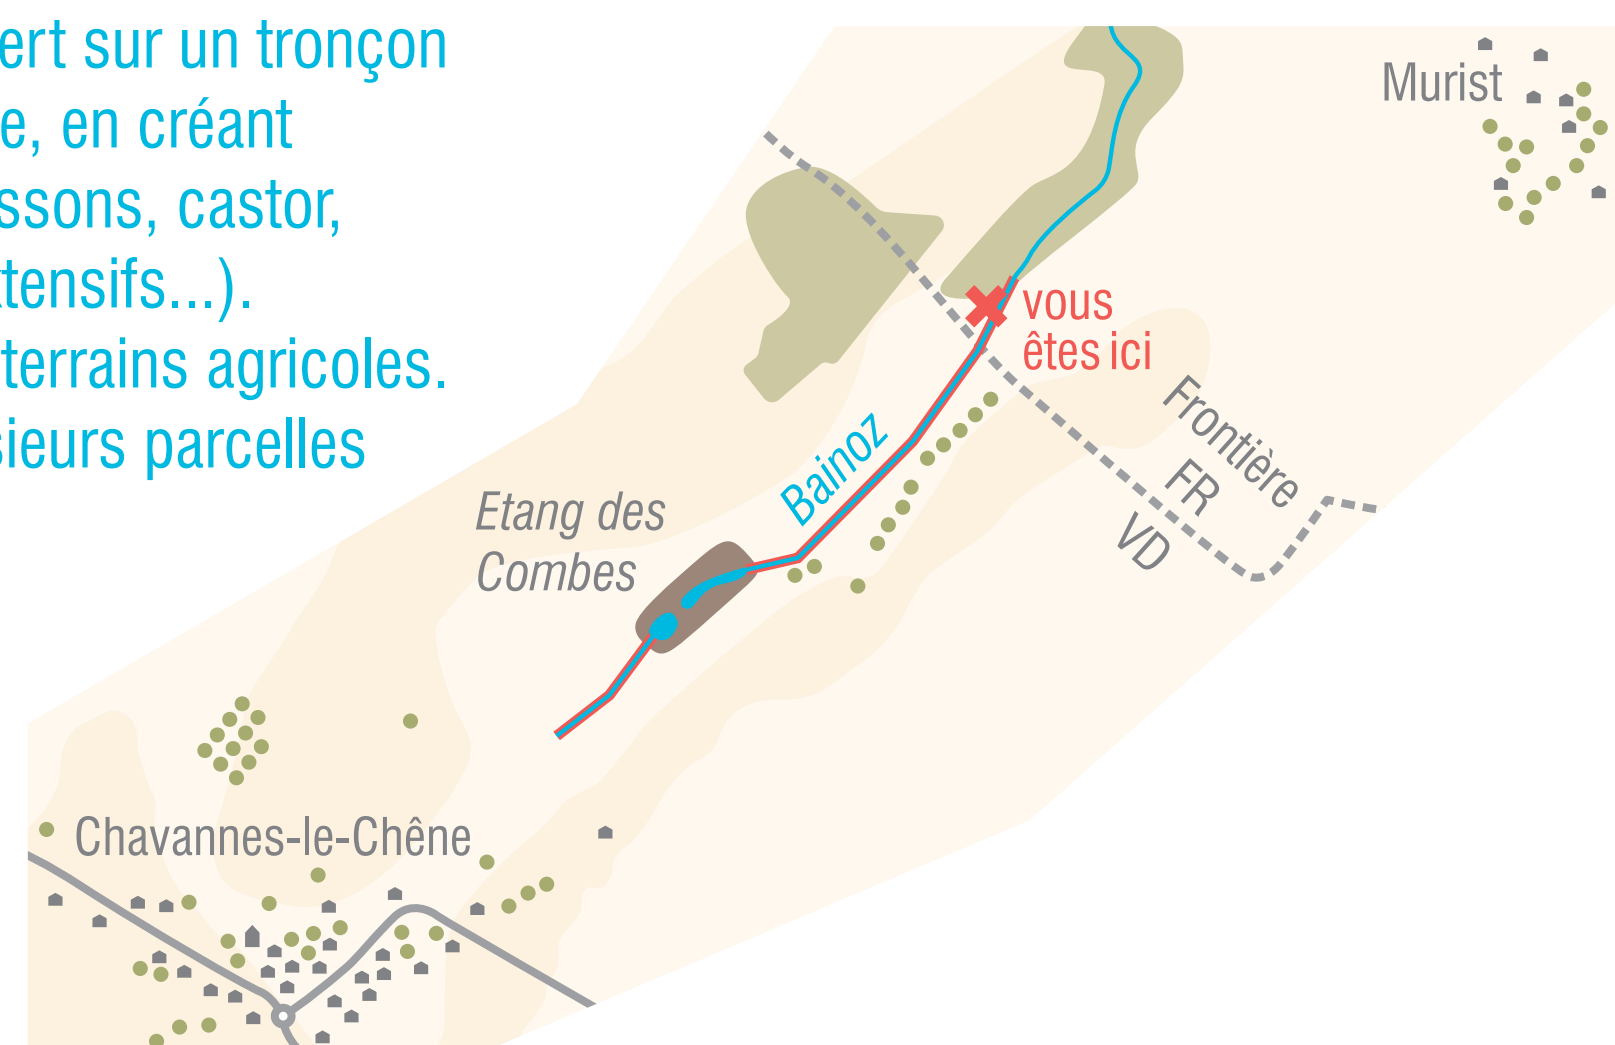 ert sur un tronçon
e, en créant
ssons, castor,
xtensifs...).
terrains agricoles.
sieurs parcelles
Murist
vous
êtes ici
Frontière
FR
VD
Bainoz
Etang des
Combes
Chavannes-le-Chêne